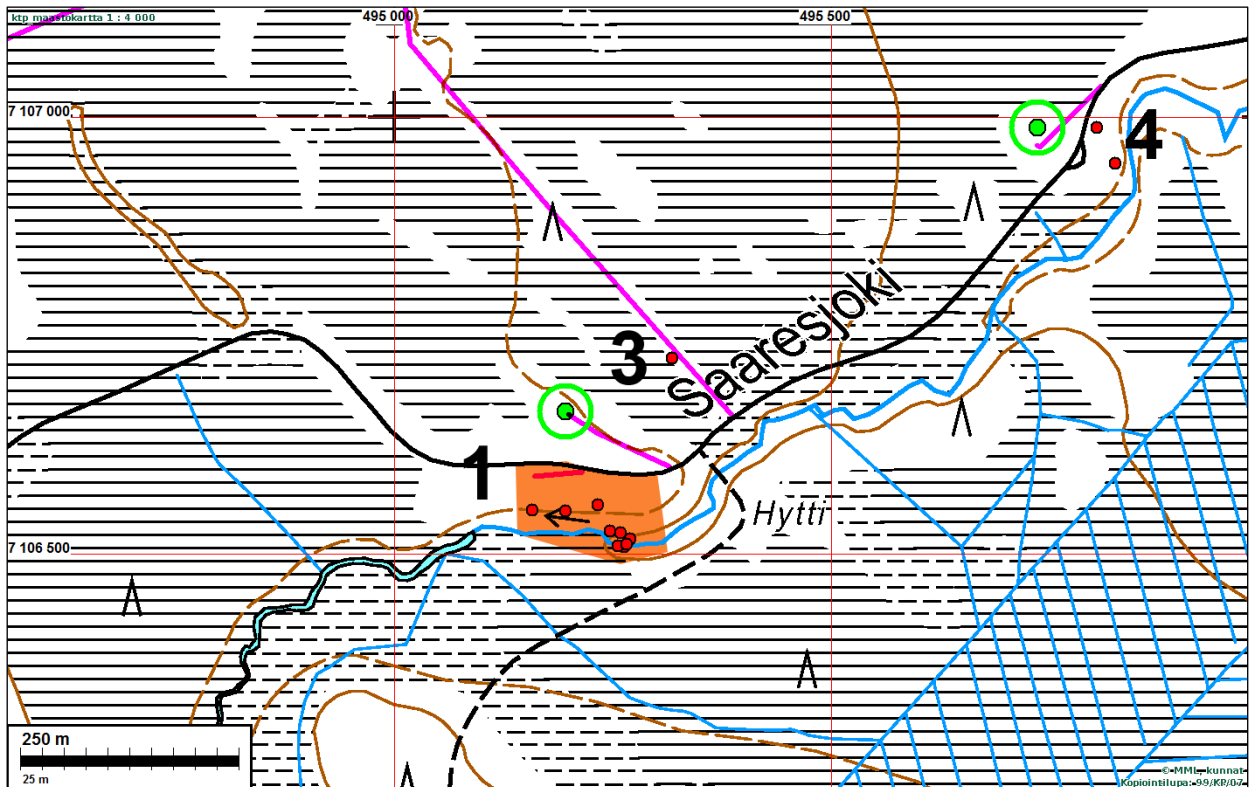 ktp maastokartta 1 : 4 000
495 000
495 500
7 107 000
4
Saaresjoki
3
1
Hytti
7 106 500
250 m
25 m
© MML, kunnat
Kopiointilupa: 99/KP/07